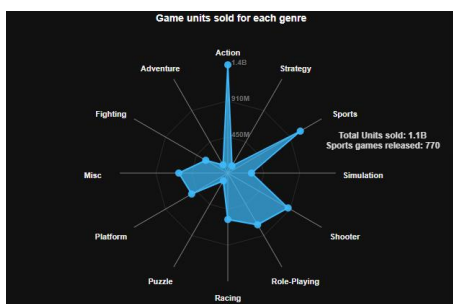 Game units sold for each genre
Action
1.4B
Adventure
Strategy
910M
Fighting
Sports
450M
Total Units sold: 1.1B
Sports games released: 770
Misc
Simulation
Platform
Shooter
Puzzle
Role-Playing
Racing